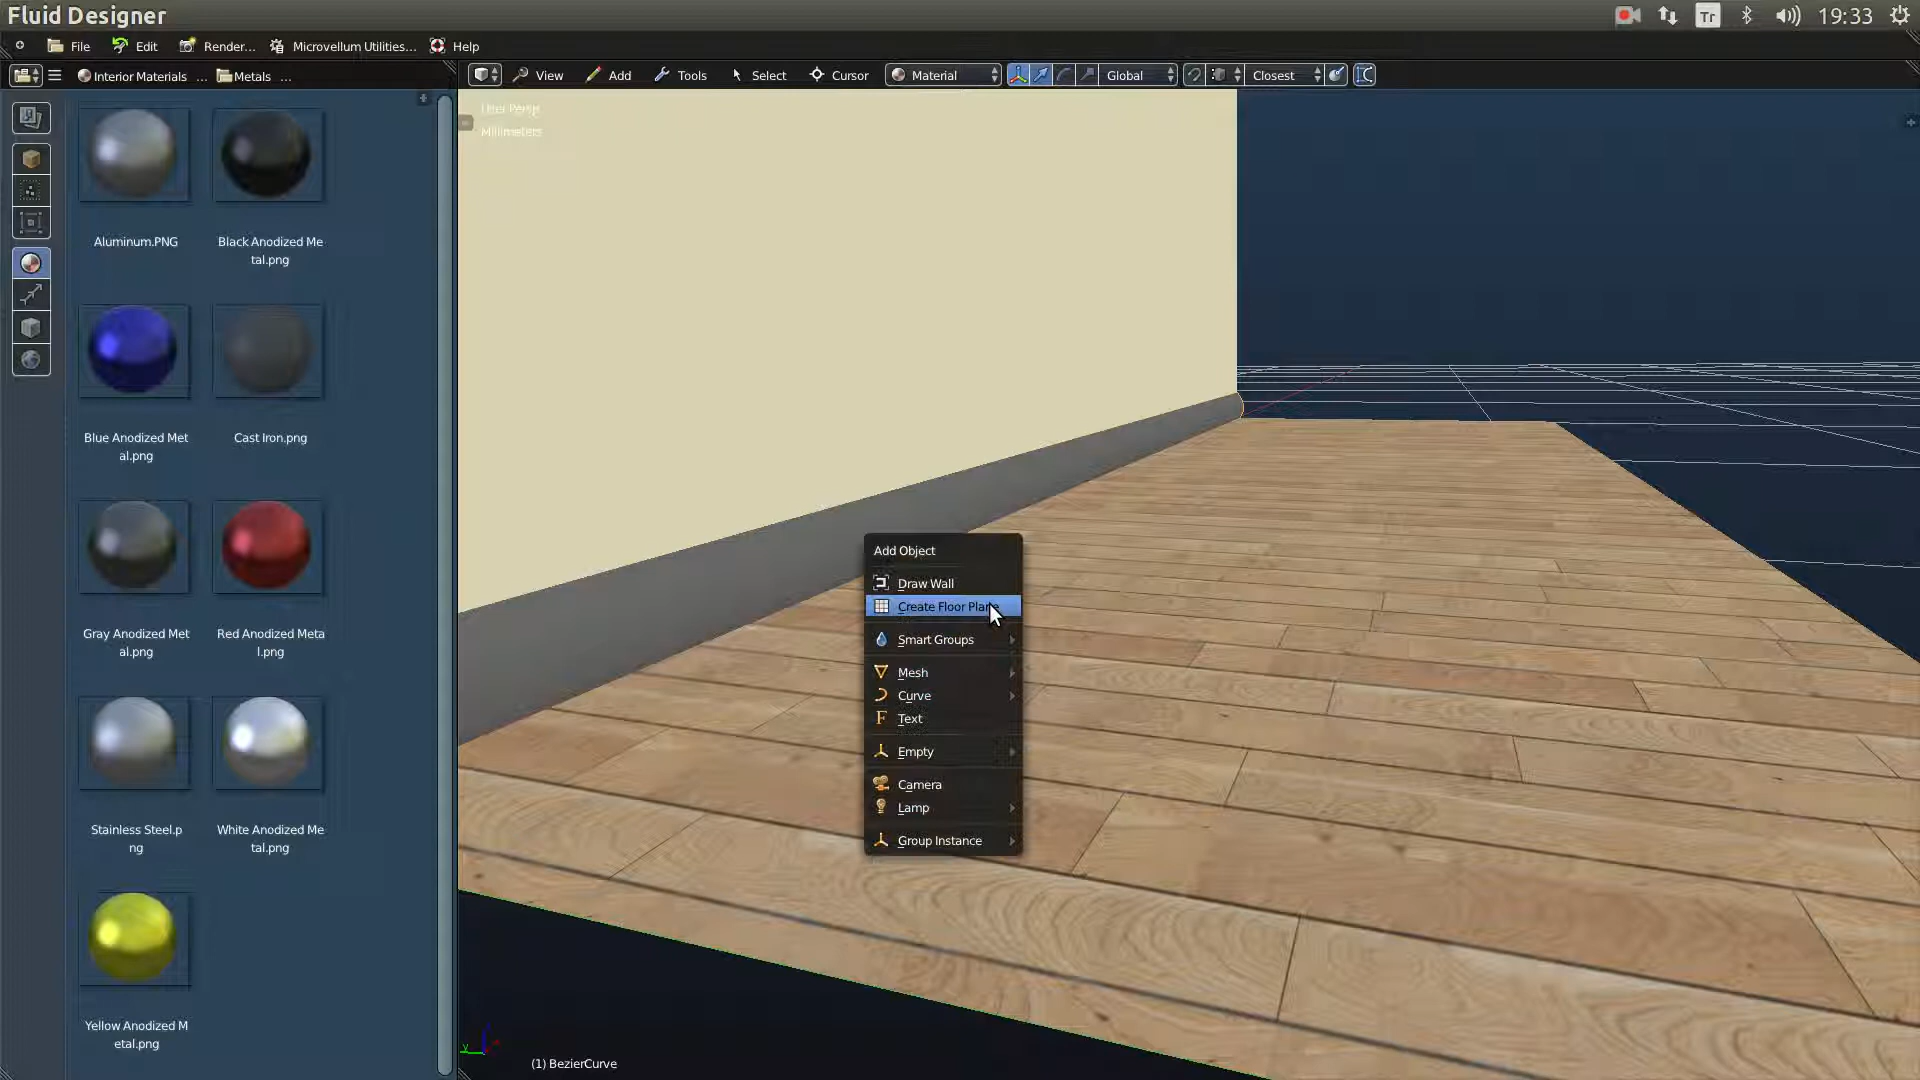 Fluid Designer
Tr
19:33
File
Edit
Render...
Microvellum Utilities...
Help
Interior Materials ...
Metals ...
View
Add
Tools
Select
Cursor
Material
Global
Closest
User Persp
Millimeters
Aluminum.PNG
Black Anodized Me
tal.png
Blue Anodized Met
al.png
Cast Iron.png
Gray Anodized Met
al.png
Red Anodized Meta
l.png
Stainless Steel.p
ng
White Anodized Me
tal.png
Yellow Anodized M
etal.png
Add Object
Draw Wall
Create Floor Plane
Smart Groups
Mesh
Curve
Text
Empty
Camera
Lamp
Group Instance
y
(1) BezierCurve